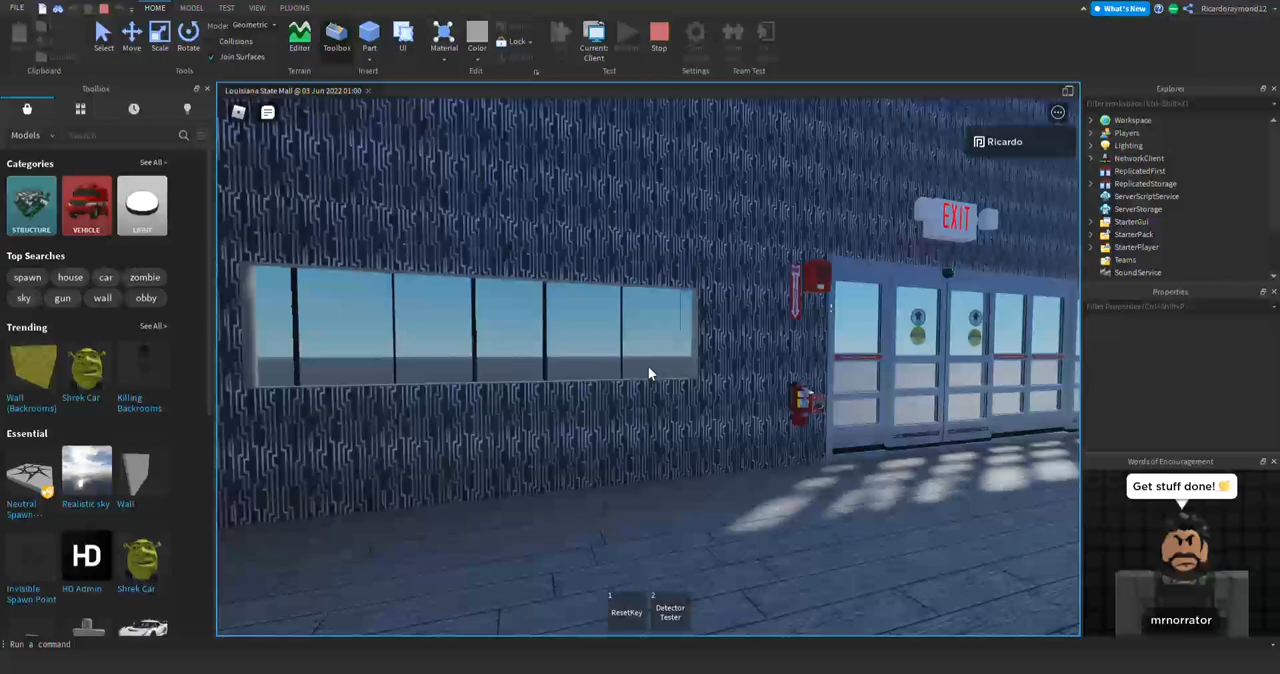 FILE
HOME
MODEL
TEST
VIEW
PLUGINS
What's New
Ricardoraymond12
Select
Move
Scale
Rotate
Mode: Geometric
Collisions
Join Surfaces
Editor
Toolbox
Part
UI
Material
Color
Lock
Current:
Client
Stop
Clipboard
Tools
Terrain
Insert
Edit
Test
Settings
Team Test
Toolbox
Louisiana State Mall @ 03 Jun 2022 01:00
Explorer
Models
Search
Categories
See All
STRUCTURE
VEHICLE
LIGHT
Top Searches
spawn
house
car
zombie
sky
gun
wall
obby
Trending
See All
Wall
(Backrooms)
Shrek Car
Killing
Backrooms
Essential
Neutral
Spawn...
Realistic sky
Wall
Invisible
Spawn Point
HD
HD Admin
Shrek Car
Run a command
Ricardo
EXIT
1
ResetKey
2
Detector
Tester
Workspace
Players
Lighting
NetworkClient
ReplicatedFirst
ReplicatedStorage
ServerScriptService
ServerStorage
StarterGui
StarterPack
StarterPlayer
Teams
SoundService
Properties
Words of Encouragement
Get stuff done!
mrnorrator